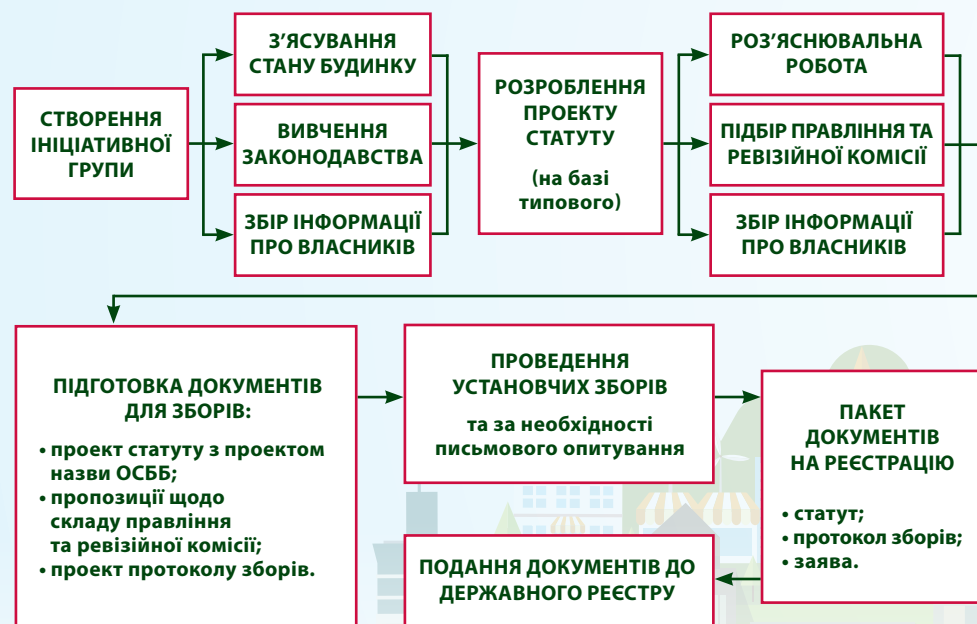 СТВОРЕННЯ
ІНІЦІАТИВНОЇ
ГРУПИ
З’ЯСУВАННЯ
СТАНУ БУДИНКУ
ВИВЧЕННЯ
ЗАКОНОДАВСТВА
ЗБІР ІНФОРМАЦІЇ
ПРО ВЛАСНИКІВ
РОЗРОБЛЕННЯ
ПРОЕКТУ
СТАТУТУ
(на базі
типового)
РОЗ’ЯСНЮВАЛЬНА
РОБОТА
ПІДБІР ПРАВЛІННЯ ТА
РЕВІЗІЙНОЇ КОМІСІЇ
ЗБІР ІНФОРМАЦІЇ
ПРО ВЛАСНИКІВ
ПІДГОТОВКА ДОКУМЕНТІВ
ДЛЯ ЗБОРІВ:
• проект статуту з проектом
назви ОСББ;
• пропозиції щодо
складу правління
та ревізійної комісії;
• проект протоколу зборів.
ПРОВЕДЕННЯ
УСТАНОВЧИХ ЗБОРІВ
та за необхідності
письмового опитування
ПАКЕТ
ДОКУМЕНТІВ
НА РЕЄСТРАЦІЮ
• статут;
• протокол зборів;
• заява.
ПОДАННЯ ДОКУМЕНТІВ ДО
ДЕРЖАВНОГО РЕЄСТРУ